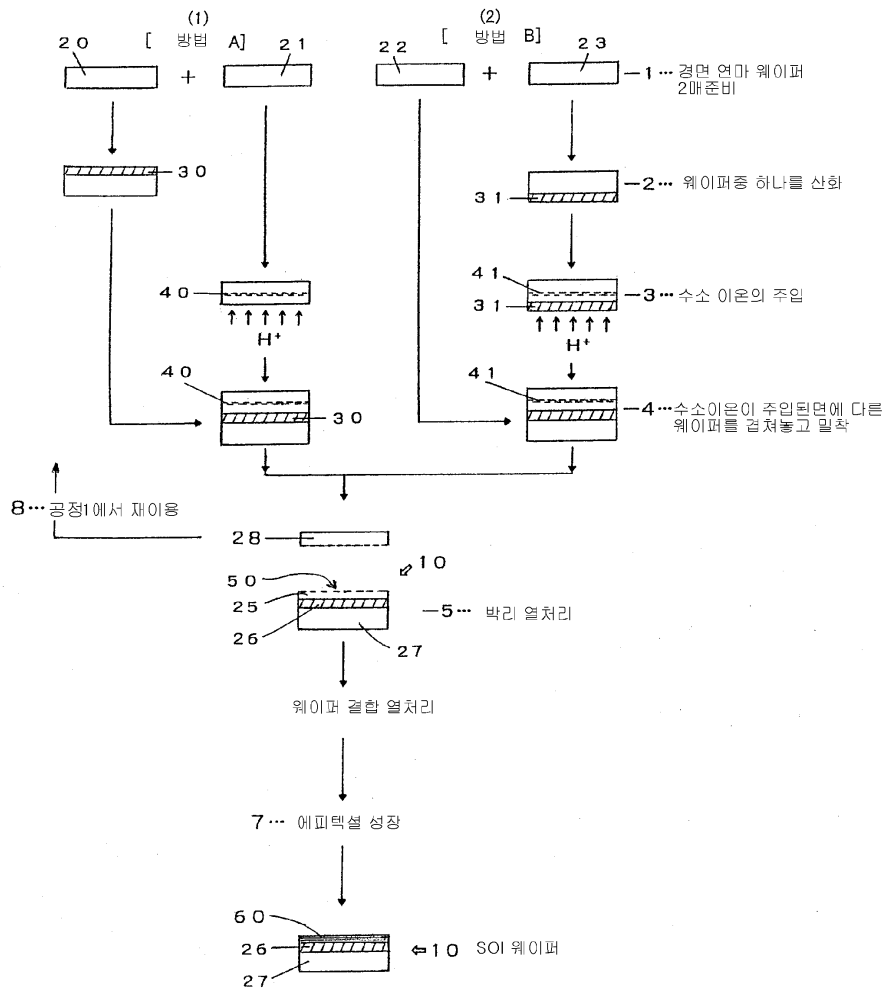 (1)
[ 방법 A]
(2)
[ 방법 B]
20
+
21
22
+
23
1… 경면 연마 웨이퍼
2매준비
30
2… 웨이퍼중 하나를 산화
31
40
41
31
3… 수소 이온의 주입
H+
H+
40
30
41
4…수소이온이 주입된면에 다른
웨이퍼를 겹쳐놓고 밀착
8…공정1에서 재이용
28
10
50
25
26
5… 박리 열처리
27
웨이퍼 결합 열처리
7… 에피텍셜 성장
60
26
10 SOI 웨이퍼
27